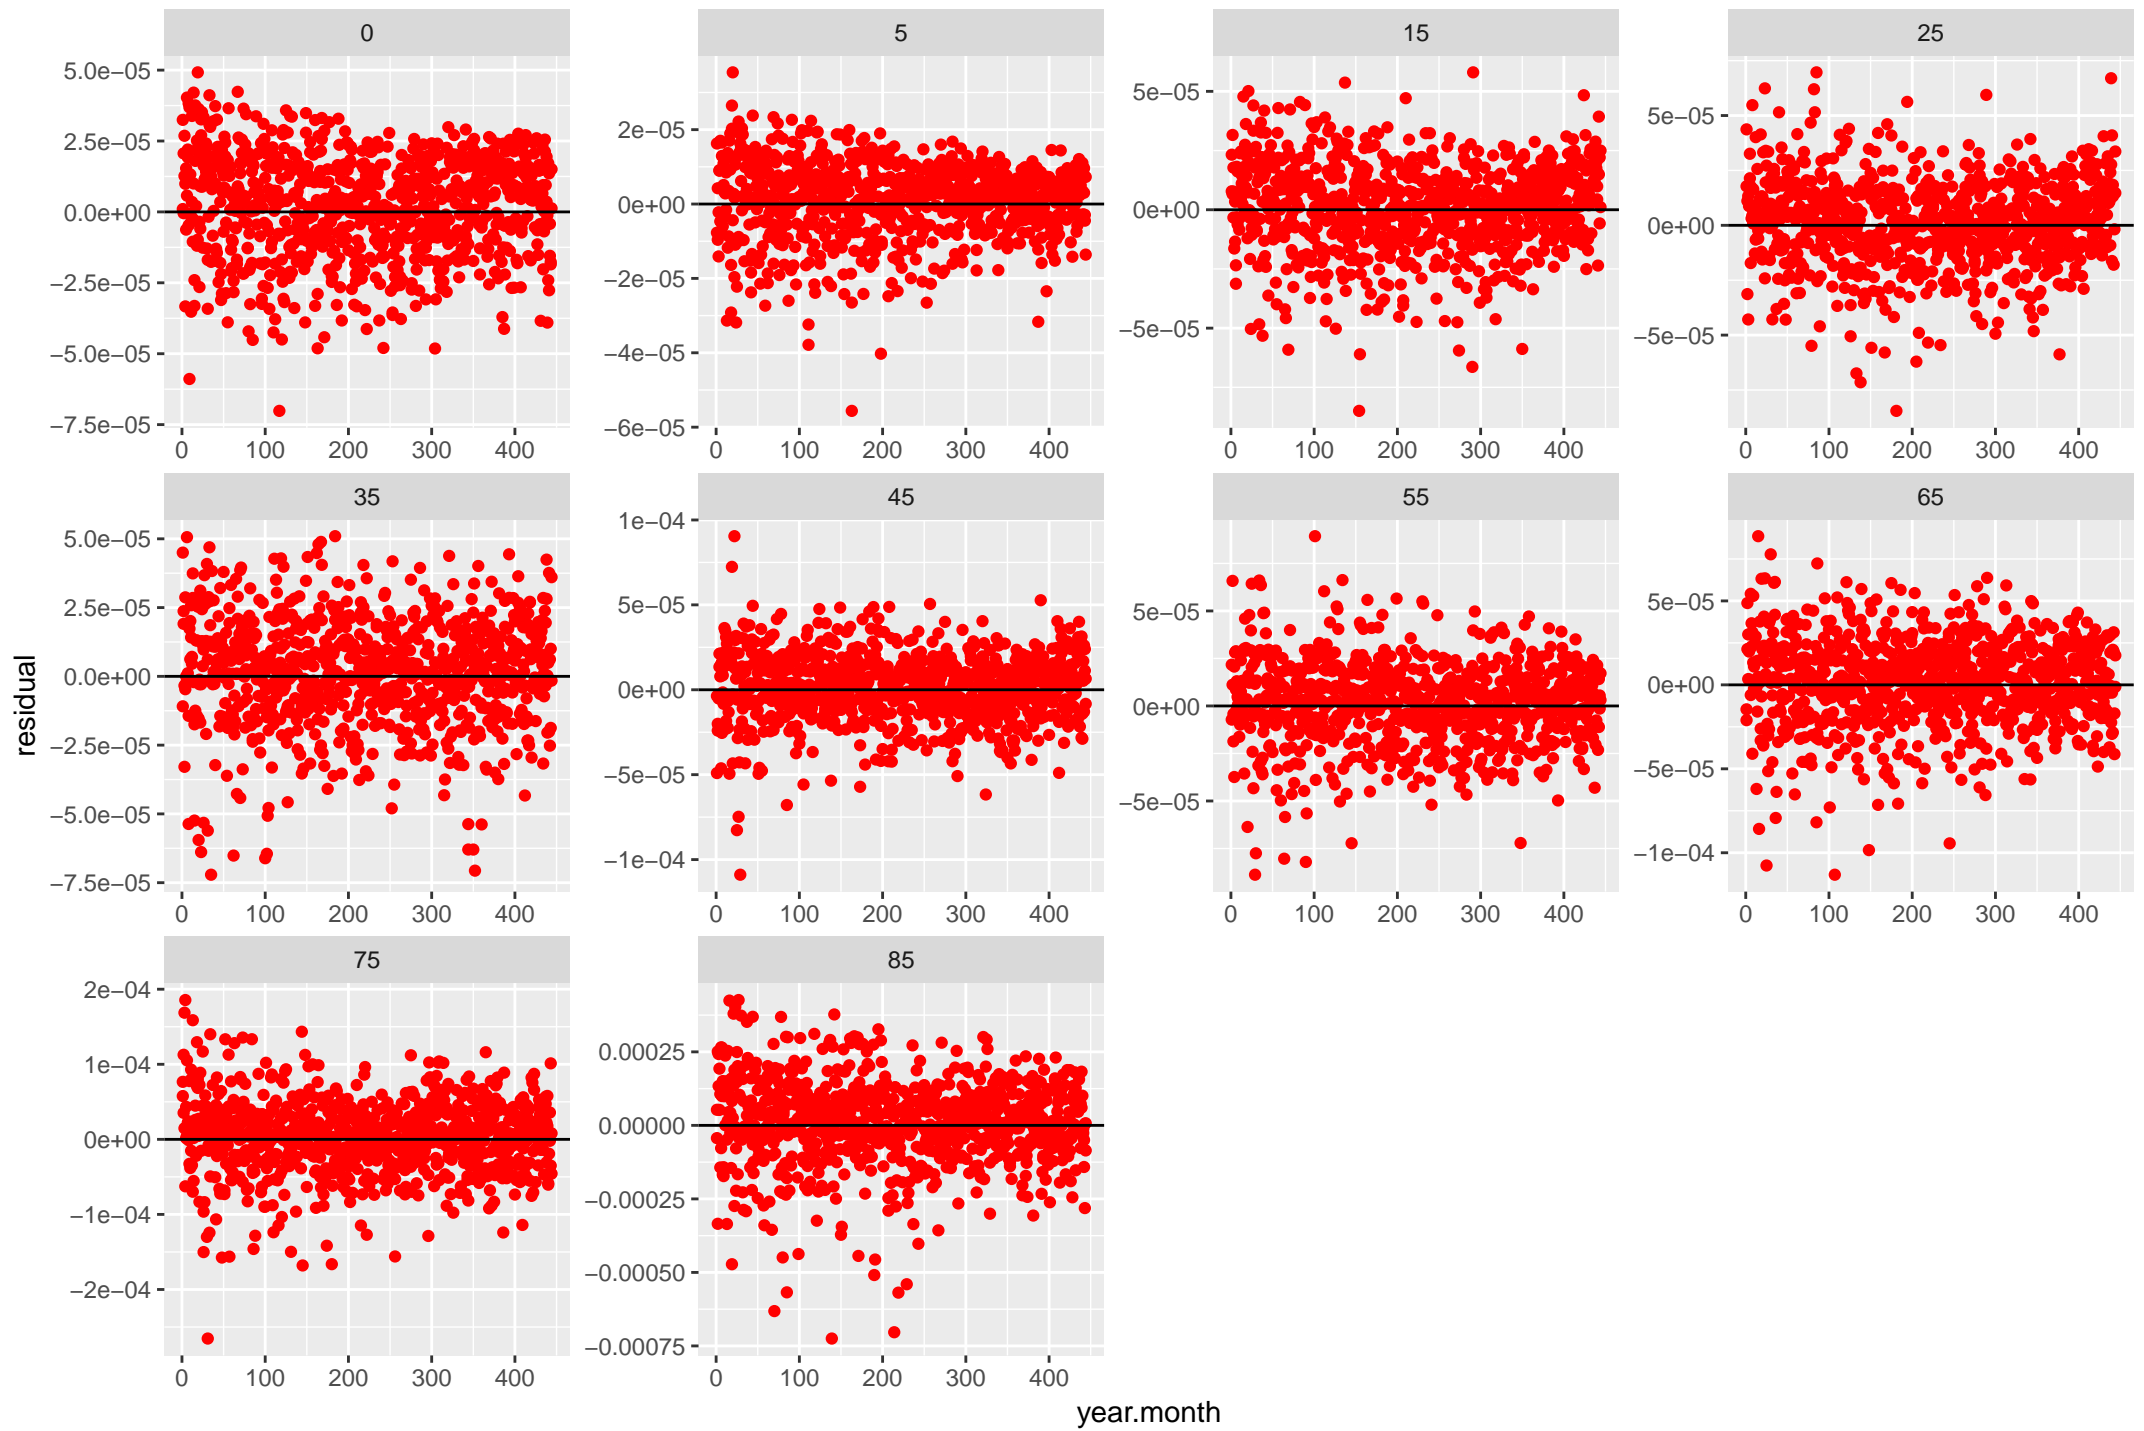 0 5 15 25
5.0e−05
2.5e−05
0.0e+00
−2.5e−05
−5.0e−05
−7.5e−05
0 100 200 300 400
2e−05
0e+00
−2e−05
−4e−05
−6e−05
0 100 200 300 400
5e−05
0e+00
−5e−05
0 100 200 300 400
5e−05
0e+00
−5e−05
0 100 200 300 400
35 45 55 65
5.0e−05
2.5e−05
0.0e+00
−2.5e−05
−5.0e−05
−7.5e−05
0 100 200 300 400
1e−04
5e−05
0e+00
−5e−05
−1e−04
0 100 200 300 400
5e−05
0e+00
−5e−05
0 100 200 300 400
5e−05
0e+00
−5e−05
−1e−04
0 100 200 300 400
75 85
2e−04
1e−04
0e+00
−1e−04
−2e−04
0 100 200 300 400
0.00025
0.00000
−0.00025
−0.00050
−0.00075
0 100 200 300 400
residual
year.month